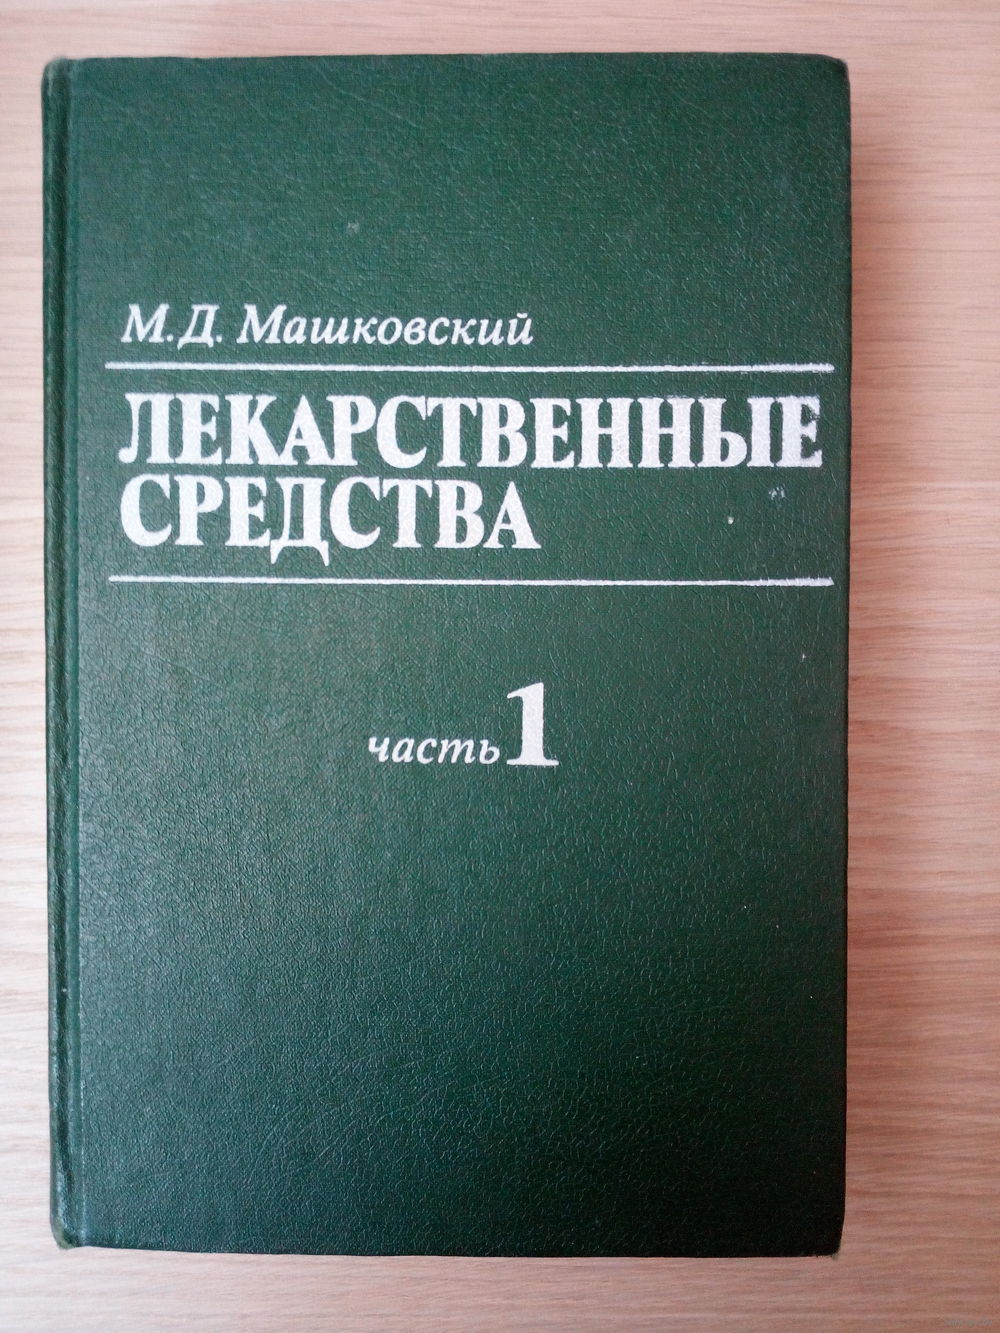 М.Д. Машковский
ЛЕКАРСТВЕННЫЕ
СРЕДСТВА
часть 1